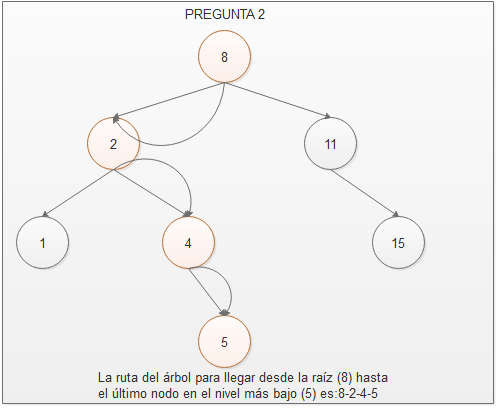 PREGUNTA 2
8
2
11
1
4
15
5
La ruta del árbol para llegar desde la raíz (8) hasta
el último nodo en el nivel más bajo (5) es:8-2-4-5